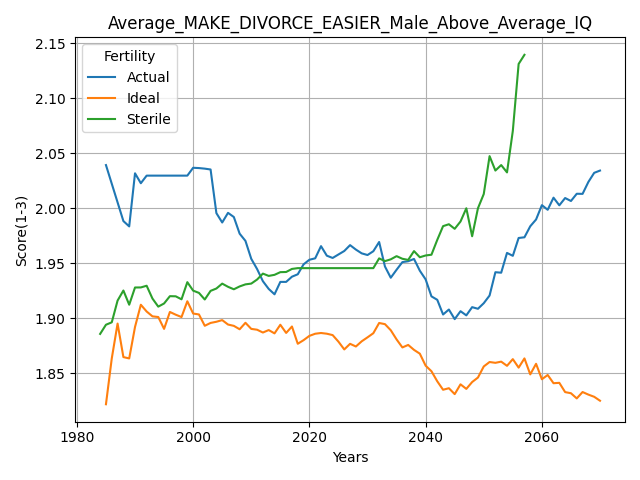 Average_MAKE_DIVORCE_EASIER_Male_Above_Average_IQ
Fertility
Actual
Ideal
Sterile
Score(1-3)
2.15
2.10
2.05
2.00
1.95
1.90
1.85
1980
2000
2020
2040
2060
Years